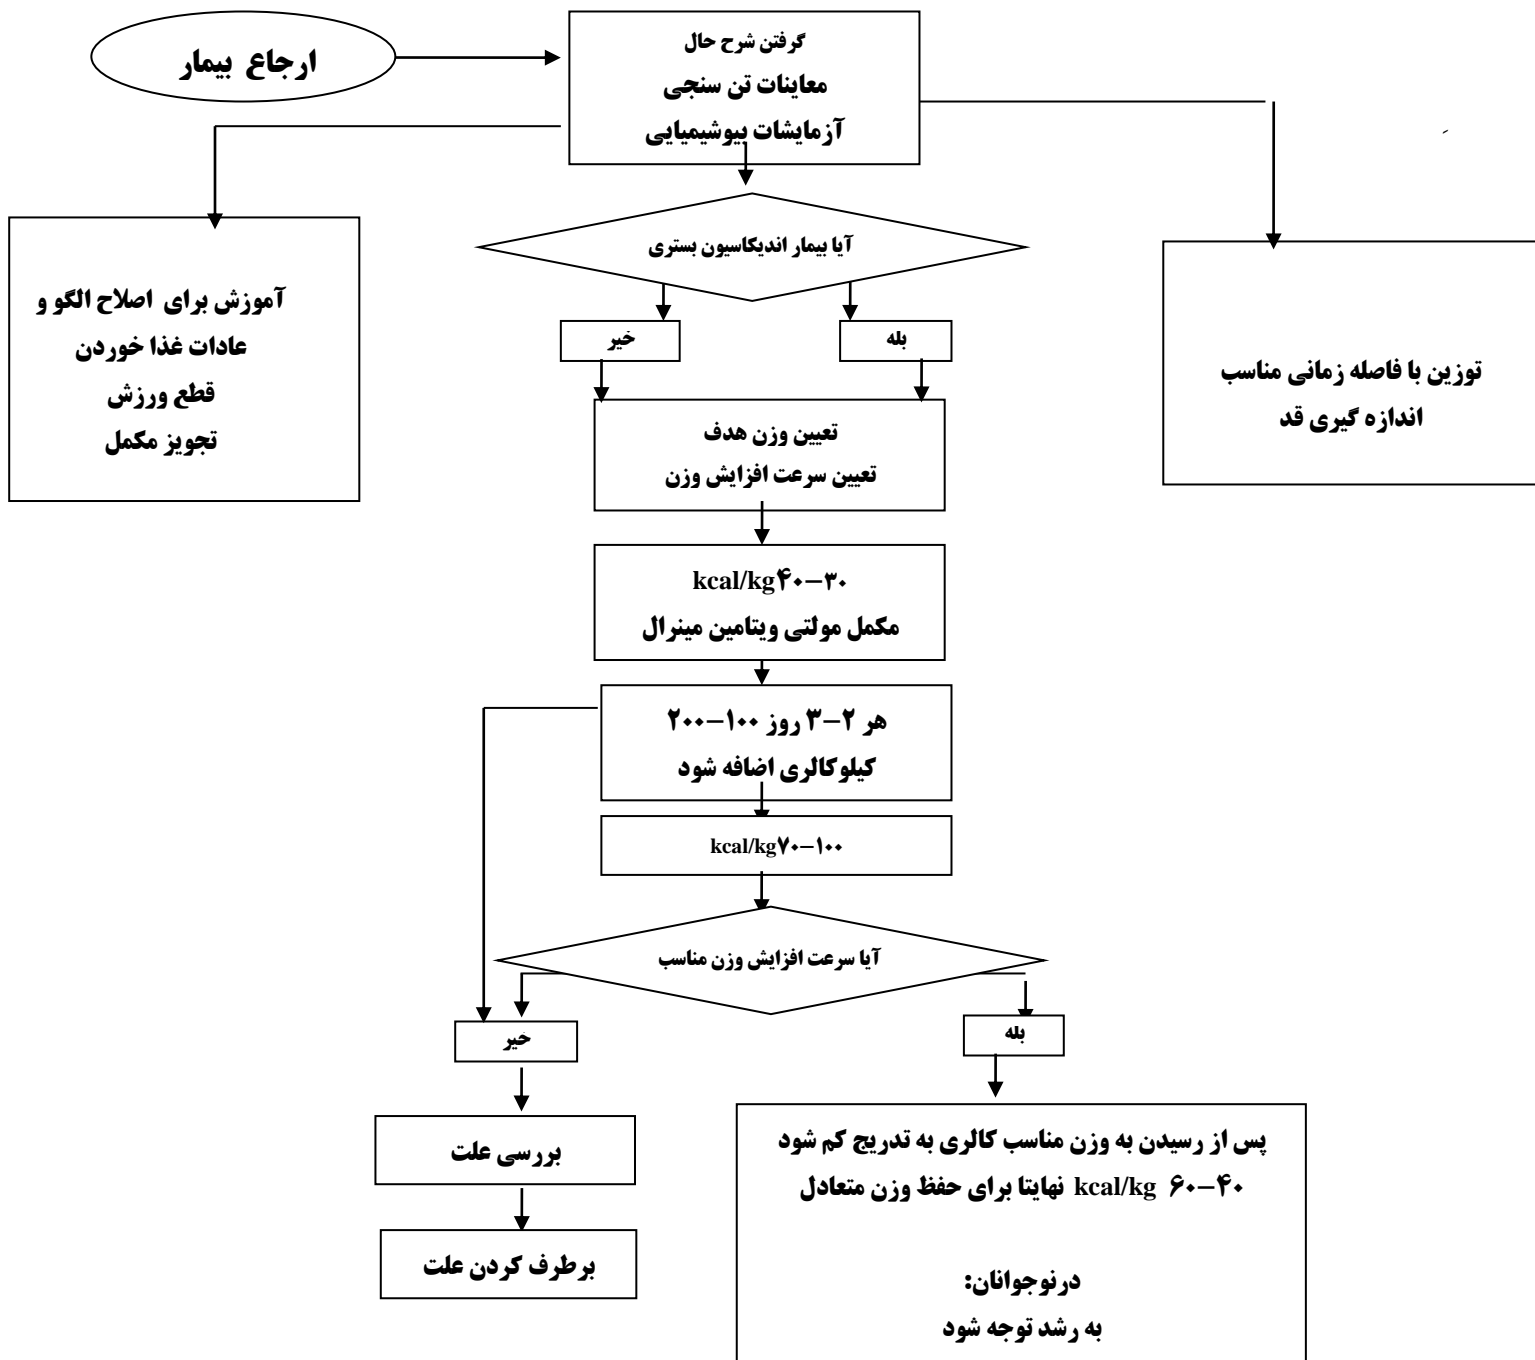 ارجاع بیمار
گرفتن شرح حال
معاینات تن سنجی
آزمایشات بیوشیمیایی
آیا بیمار اندیکاسیون بستری
آموزش برای اصلاح الگو و
عادات غذا خوردن
قطع ورزش
تجویز مکمل
توزین با فاصله زمانی مناسب
اندازه گیری قد
بله
خیر
تعیین وزن هدف
تعیین سرعت افزایش وزن
kcal/kg۴۰-۳۰
مکمل مولتی ویتامین مینرال
هر ۲-۳ روز ۱۰۰-۲۰۰
کیلوکالری اضافه شود
kcal/kg۷۰-۱۰۰
آیا سرعت افزایش وزن مناسب
بله
خیر
بررسی علت
برطرف کردن علت
پس از رسیدن به وزن مناسب کالری به تدریج کم شود
۴۰-۶۰ kcal/kg نهایتا برای حفظ وزن متعادل
درنوجوانان:
به رشد توجه شود